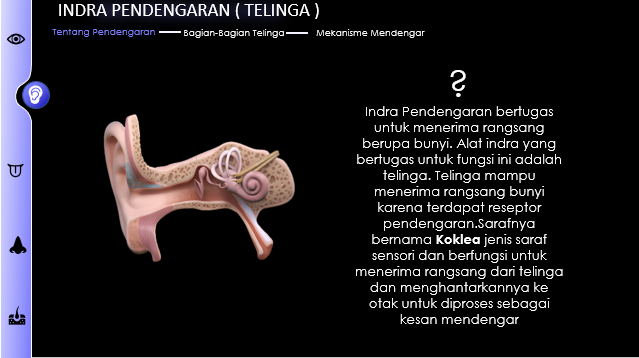 INDRA PENDENGARAN ( TELINGA )
Tentang Pendengaran Bagian-Bagian Telinga Mekanisme Mendengar
?
Indra Pendengaran bertugas
untuk menerima rangsang
berupa bunyi. Alat indra yang
bertugas untuk fungsi ini adalah
telinga. Telinga mampu
menerima rangsang bunyi
karena terdapat reseptor
pendengaran.Sarafnya
bernama Koklea jenis saraf
sensori dan berfungsi untuk
menerima rangsang dari telinga
dan menghantarkannya ke
otak untuk diproses sebagai
kesan mendengar